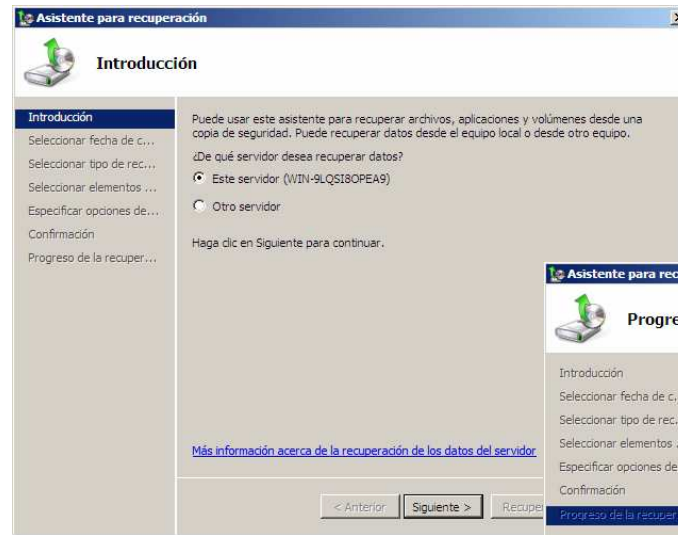 Asistente para recuperación
Introducción
Introducción
Seleccionar fecha de c...
Seleccionar tipo de rec...
Seleccionar elementos ...
Especificar opciones de...
Confirmación
Progreso de la recuper...
Puede usar este asistente para recuperar archivos, aplicaciones y volúmenes desde una
copia de seguridad. Puede recuperar datos desde el equipo local o desde otro equipo.
¿De qué servidor desea recuperar datos?
Este servidor (WIN-9LQSI8OPEA9)
Otro servidor
Haga clic en Siguiente para continuar.
Más información acerca de la recuperación de los datos del servidor
< Anterior
Siguiente >
Recuper
Asistente para rec
Progre
Introducción
Seleccionar fecha de c.
Seleccionar tipo de rec.
Seleccionar elementos .
Especificar opciones de
Confirmación
Progreso de la recuper